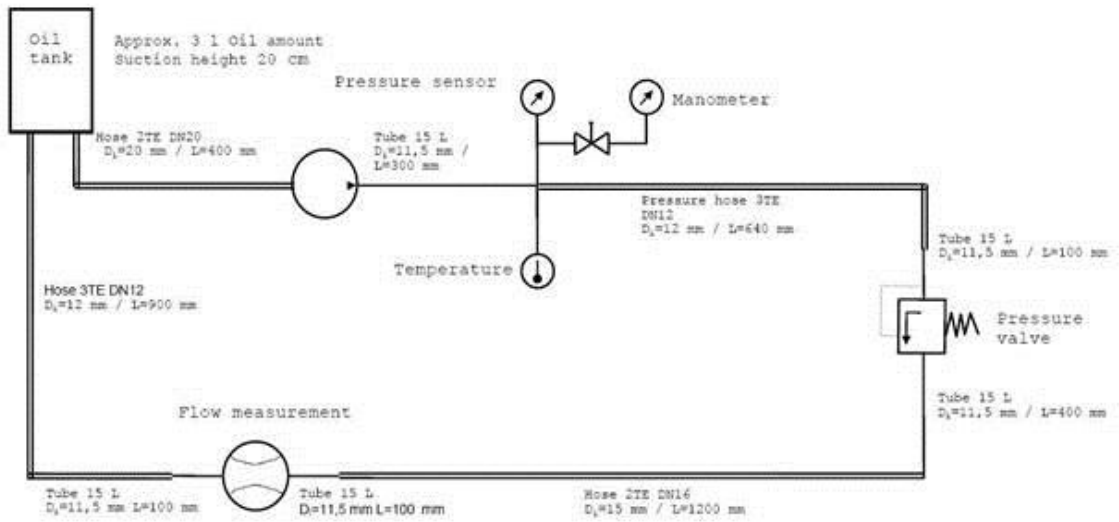 Oil
tank
Approx. 3 l Oil amount
Suction height 20 cm
Pressure sensor
Manometer
Hose 2TE DN20
Dᵢ=20 mm / L=400 mm
Tube 15 L
Dᵢ=11,5 mm /
L=300 mm
Pressure hose 3TE
DN12
Dᵢ=12 mm / L=640 mm
Tube 15 L
Dᵢ=11,5 mm / L=100 mm
Temperature
Hose 3TE DN12
Dᵢ=12 mm / L=900 mm
Pressure
valve
Tube 15 L
Dᵢ=11,5 mm / L=400 mm
Flow measurement
Tube 15 L
Dᵢ=11,5 mm L=100 mm
Tube 15 L
Dᵢ=11,5 mm L=100 mm
Hose 2TE DN16
Dᵢ=15 mm / L=1200 mm